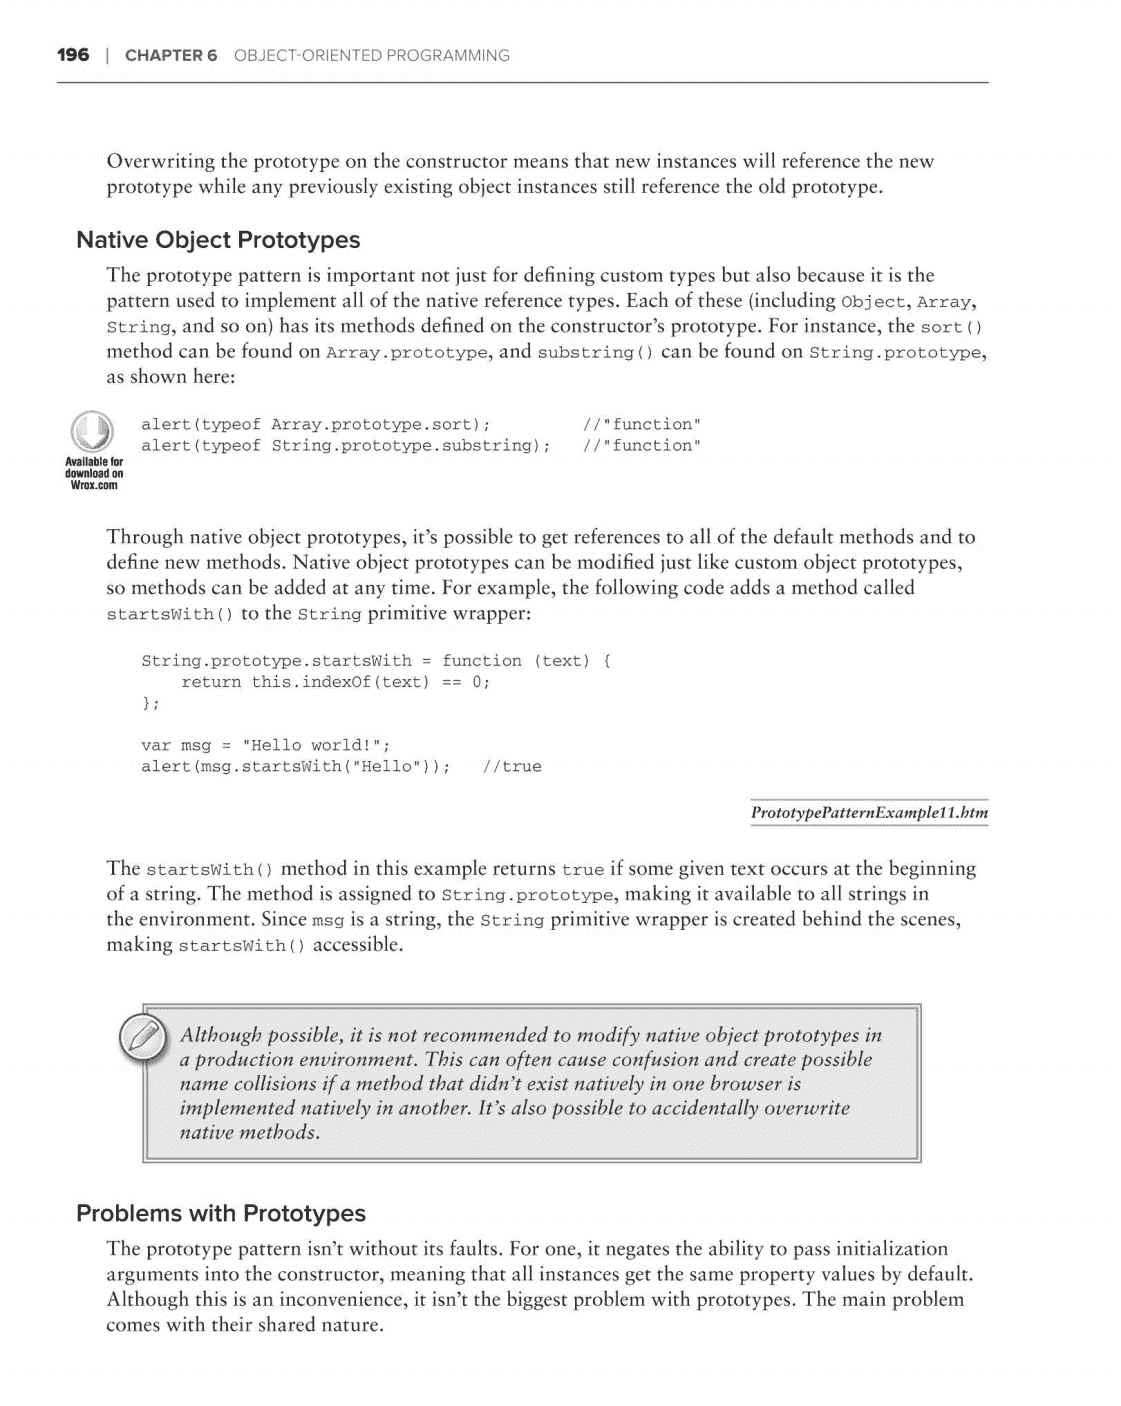 196 | CHAPTER 6 OBJECT-ORIENTED PROGRAMMING
Overwriting the prototype on the constructor means that new instances will reference the new
prototype while any previously existing object instances still reference the old prototype.
Native Object Prototypes
The prototype pattern is important not just for defining custom types but also because it is the
pattern used to implement all of the native reference types. Each of these (including Object, Array,
String, and so on) has its methods defined on the constructor's prototype. For instance, the sort()
method can be found on Array.prototype, and substring() can be found on String.prototype,
as shown here:
alert(typeof Array.prototype.sort);         //"function"
alert(typeof String.prototype.substring);   //"function"
Available for
download on
Wrox.com
Through native object prototypes, it's possible to get references to all of the default methods and to
define new methods. Native object prototypes can be modified just like custom object prototypes,
so methods can be added at any time. For example, the following code adds a method called
startsWith() to the String primitive wrapper:
String.prototype.startsWith = function (text) {
    return this.indexOf(text) == 0;
};
var msg = "Hello world!";
alert(msg.startsWith("Hello"));   //true
PrototypePatternExample11.htm
The startsWith() method in this example returns true if some given text occurs at the beginning
of a string. The method is assigned to String.prototype, making it available to all strings in
the environment. Since msg is a string, the String primitive wrapper is created behind the scenes,
making startsWith() accessible.
Although possible, it is not recommended to modify native object prototypes in
a production environment. This can often cause confusion and create possible
name collisions if a method that didn't exist natively in one browser is
implemented natively in another. It's also possible to accidentally overwrite
native methods.
Problems with Prototypes
The prototype pattern isn't without its faults. For one, it negates the ability to pass initialization
arguments into the constructor, meaning that all instances get the same property values by default.
Although this is an inconvenience, it isn't the biggest problem with prototypes. The main problem
comes with their shared nature.